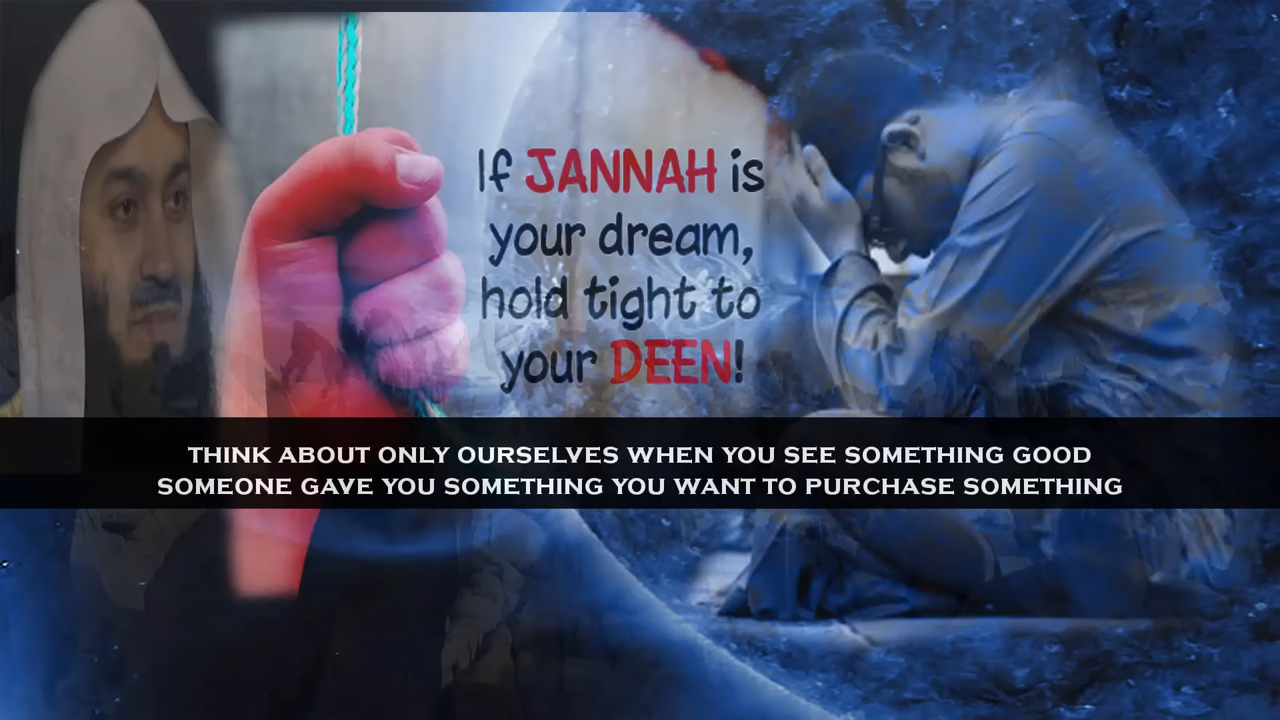 If JANNAH is
your dream,
hold tight to
your DEEN!
THINK ABOUT ONLY OURSELVES WHEN YOU SEE SOMETHING GOOD
SOMEONE GAVE YOU SOMETHING YOU WANT TO PURCHASE SOMETHING